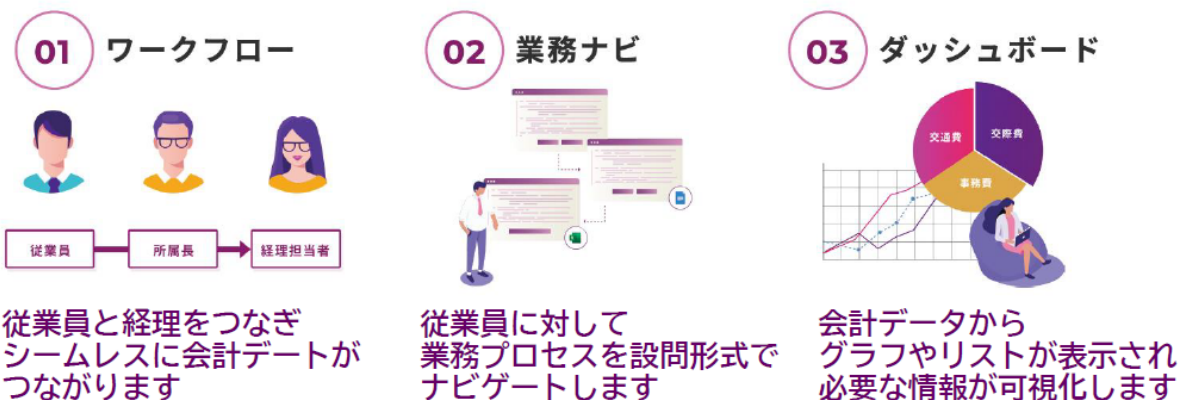 01 ワークフロー
従業員
所属長
経理担当者
従業員と経理をつなぎ
シームレスに会計デートが
つながります
02 業務ナビ
従業員に対して
業務プロセスを設問形式で
ナビゲートします
03 ダッシュボード
交通費
交際費
事務費
会計データから
グラフやリストが表示され
必要な情報が可視化します